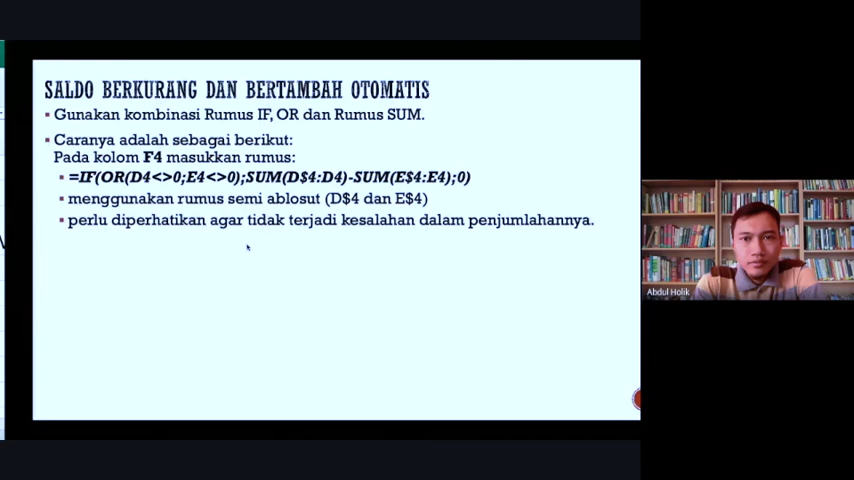 SALDO BERKURANG DAN BERTAMBAH OTOMATIS
Gunakan kombinasi Rumus IF, OR dan Rumus SUM.
Caranya adalah sebagai berikut:
Pada kolom F4 masukkan rumus:
=IF(OR(D4<>0;E4<>0);SUM(D$4:D4)-SUM(E$4:E4);0)
menggunakan rumus semi ablosut (D$4 dan E$4)
perlu diperhatikan agar tidak terjadi kesalahan dalam penjumlahannya.
Abdul Holik